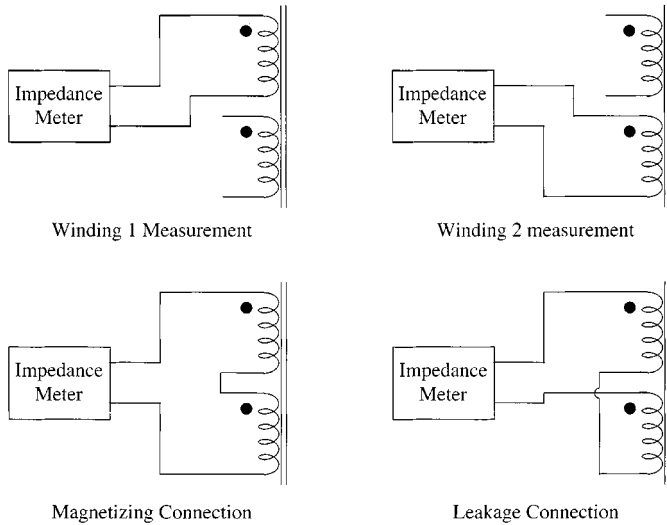 Impedance
Meter
Winding 1 Measurement
Impedance
Meter
Winding 2 measurement
Impedance
Meter
Magnetizing Connection
Impedance
Meter
Leakage Connection